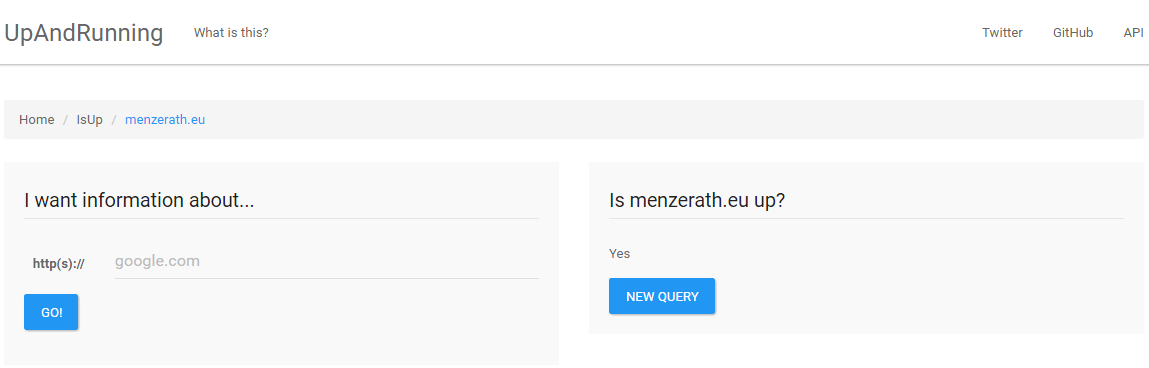 UpAndRunning What is this? Twitter GitHub API
Home / IsUp / menzerath.eu
I want information about...
http(s):// google.com
GO!
Is menzerath.eu up?
Yes
NEW QUERY